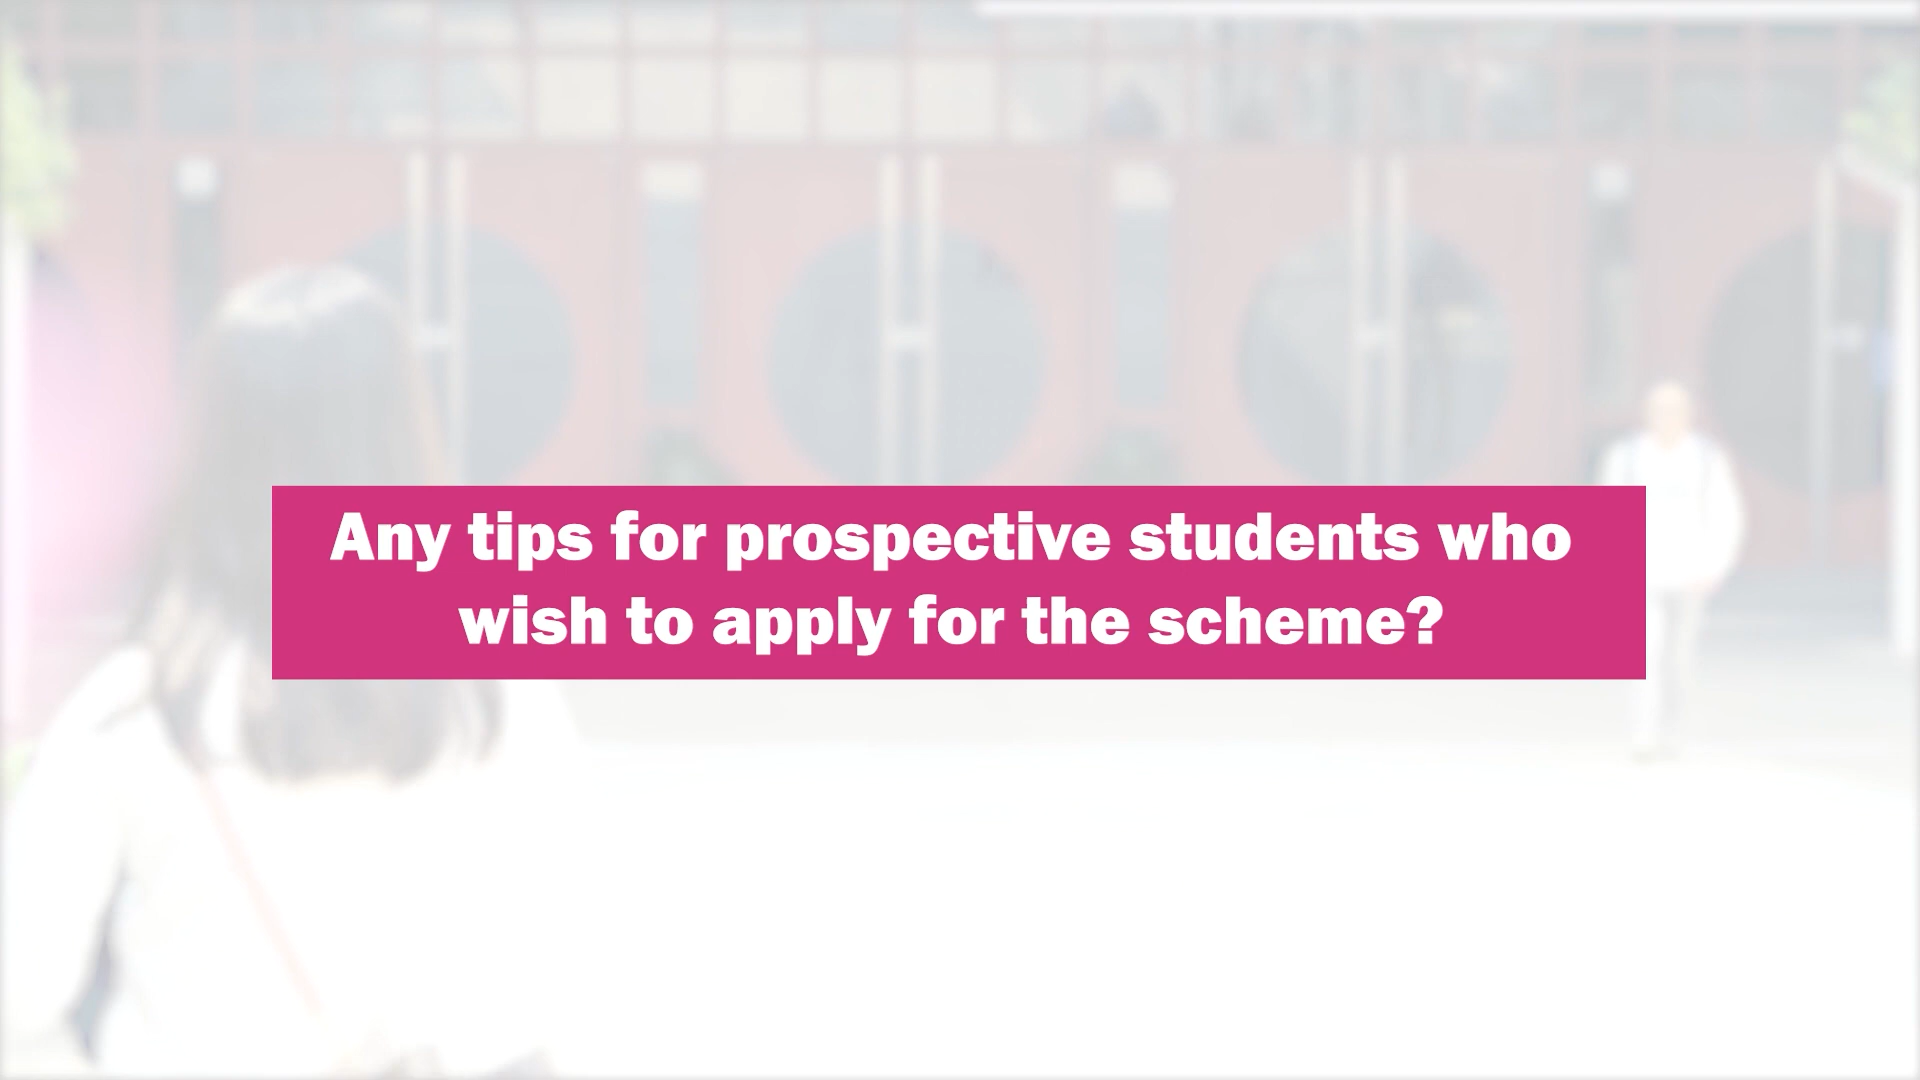 Any tips for prospective students who
wish to apply for the scheme?